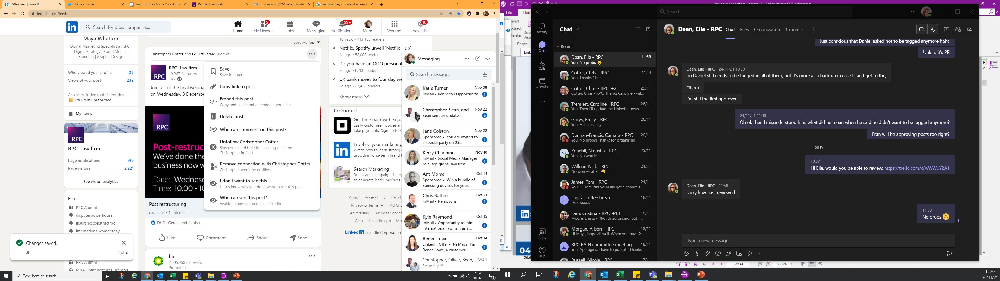 (99+) Feed | LinkedIn
Home / Twitter
Autumn Snapshots - Your digital
Perspectives | RPC
Coronavirus (COVID-19) booster
windows key command screensh
linkedin.com/feed/
Search for jobs, companies...
Home
My Network
5
Jobs
Messaging
Notifications
99+
Me
Work
Advertise
10
Maya Whatton
Digital Marketing Specialist at RPC |
Digital Strategy | Social Media |
Branding | Graphic Design
Who viewed your profile 39
Views of your post 232
Access exclusive tools & insights
Try Premium for free
My items
RPC
RPC- law firm
Page notifications 919
Page visitors 2,221
See visitor analytics
Recent
RPC Alumni
# disputespowerhouse
# insuranceconstructrpc
# internationalwomensday
Changes saved.
3h
1 of 2
RPC Alumni
M&A, Joint Ventures, Transfer
Sort by: Top
Christopher Cotter and Ed FitzGerald like this
RPC
RPC- law firm
19,267 followers
1h •
Join us for the final webina
on Wednesday, 8 Decembe
RPC
Post-restruc
We've done the
business now w
Date: Wednesd
Time: 10.00 - 10
Post restructuring
rpc.co.uk • 1 min read
Ed FitzGerald and 4 others
Like
Comment
Share
Send
bp
2,995,958 followers
Promoted
Save
Save for later
Copy link to post
Embed this post
Copy and paste embed code on your site
Delete post
Who can comment on this post?
Unfollow Christopher Cotter
Stay connected but stop seeing posts from
Christopher in feed
Remove connection with Christopher Cotter
Christopher won't be notified
I don't want to see this
Let us know why you don't want to see this post
Who can see this post?
Visible to anyone on or off LinkedIn
10h ago • 113,183 readers
Netflix, Spotify unveil 'Netflix Hub'
4d ago • 58,008 readers
Do you have an OOO personal
3d ago • 6,700 readers
UK bank moves to four day we
6d ago • 27,426 readers
Show more
Promoted
Get time back with Squa
Easily customise invoices an
take payments. Sign up to S
Level up your marketing
Watch now to learn strategi
growth in long-term brand b
Search Marketing
Run search campaigns in top
to generate leads, business
About
Accessibility
Help C
Privacy & Terms
Ad Cho
Advertising
Business Service
Get the LinkedIn app
Mo
LinkedIn LinkedIn Corporation
Messaging
Search messages
Katie Turner Nov 29
InMail • Kennedys Opportunity 1
Christopher, Sean, and ... Nov 22
Sean sent an update 6
Jane Colston Nov 22
Sponsored • You are invited to
a special party on 25... 1
Kerry Channing Nov 18
InMail • Social Media Manager
role, top global law firm 1
Ant Morse Oct 21
Sponsored • Win a bundle of
Samsung devices for your... 1
Chris Batten Oct 21
InMail • Hempsons 1
Kyle Raymond Oct 15
InMail • Opportunity to join
international law firm as a... 1
Renee Lowe Oct 14
LinkedIn Offer • Hi Maya, I'm
Renee Lowe, a customer... 1
Christopher, Oliver, Sean, ... Oct 1
Sean: Yay!!!!
Type here to search
15:20
30/11/21
File
Hom
nsert
xtract
Delete
Pages
Link
04
26.6
3 of 44
55.5%
15:20
30/11/21
Search
Activity
Chat
Calls
Calendar
Apps
Help
Chat
Recent
Dean, Elle - RPC 11:58
You: No probs
Cotter, Chris - RPC 11:44
You: Thanks Chris
Cotter, Chris - RPC, +2 29/11
Cotter, Chris - RPC: Thanks Caroline - wil...
Tremlett, Caroline - RPC 26/11
You: Then I'll update the LinkedIn posts ...
Gorys, Emily - RPC 26/11
You: Haha exactly
Deniran-Francis, Camara - RPC 26/11
You: No probs! Thanks for organising
NK
Kendall, Natasha - RPC 25/11
You: No worries!
Willcox, Nick - RPC 24/11
No worries at all
James, Tom - RPC 24/11
You: Hi Tom, did you/Olly get a chance t...
Digital coffee break 18/11
User added
Faro, Cristina - RPC, +13 18/11
Moore, Emrys - RPC: Unsurprising, but fr...
Morgan, Alison - RPC 18/11
Hi Maya, hope all well. When you have 2...
RPC RAIN committee meeting 18/11
You: Apologies, I have to pop off! Thanks...
Russell, Nicole - RPC 17/11
Dean, Elle - RPC
Chat
Files
Organization
1 more
Just conscious that Daniel asked not to be tagged anymore haha
Unless it's PR
Dean, Elle - RPC 24/11/21 10:59
no Daniel still needs to be tagged in all of them, but it's more as a back up in case I can't get to the,
*them
i'm still the first approver
24/11/21 11:00
Oh ok then I misunderstood him, what did he mean when he said he didn't want to be tagged anymore?
Fran will be approving posts too right?
Today
10:57
Hi Elle, would you be able to review: https://trello.com/c/wWWuY2A1
Dean, Elle - RPC 11:58
sorry have just reviewed
11:58
No probs
Type a new message